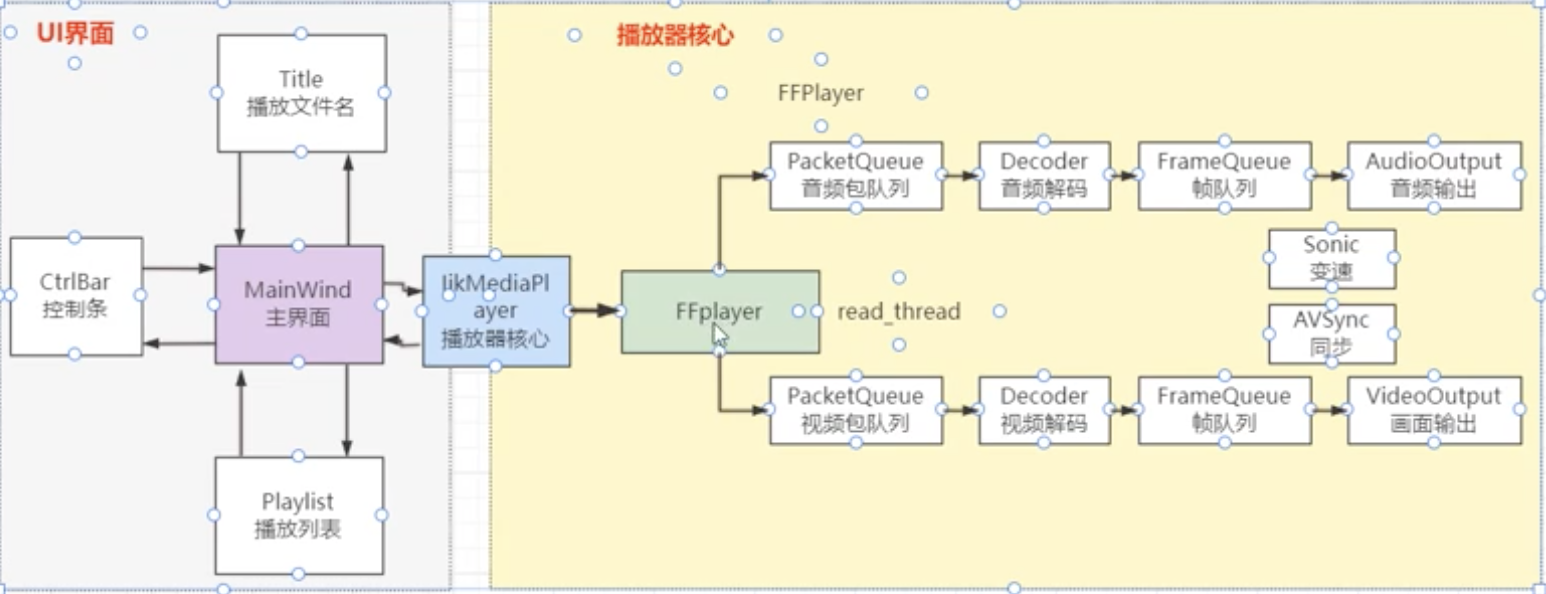 UI界面
Title
播放文件名
CtrlBar
控制条
MainWind
主界面
Playlist
播放列表
IikMediaPl
ayer
播放器核心
播放器核心
FFPlayer
PacketQueue
音频包队列
Decoder
音频解码
FrameQueue
帧队列
AudioOutput
音频输出
Sonic
变速
FFplayer
read_thread
AVSync
同步
PacketQueue
视频包队列
Decoder
视频解码
FrameQueue
帧队列
VideoOutput
画面输出